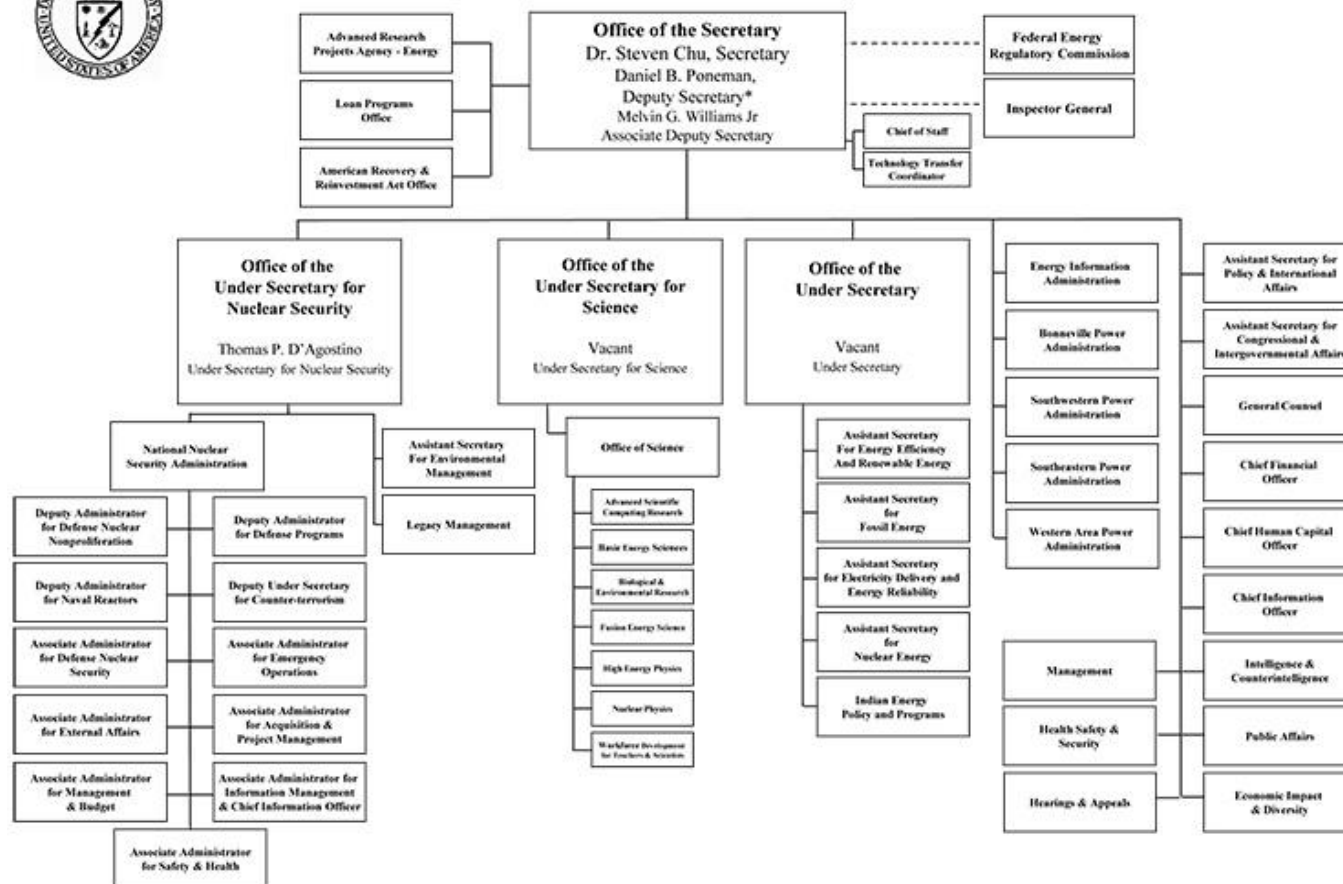 UNITED STATES OF AMERICA
Advanced Research
Projects Agency - Energy
Loan Programs
Office
American Recovery &
Reinvestment Act Office
Office of the Secretary
Dr. Steven Chu, Secretary
Daniel B. Poneman,
Deputy Secretary*
Melvin G. Williams Jr
Associate Deputy Secretary
Federal Energy
Regulatory Commission
Inspector General
Chief of Staff
Technology Transfer
Coordinator
Office of the
Under Secretary for
Nuclear Security
Thomas P. D'Agostino
Under Secretary for Nuclear Security
Office of the
Under Secretary for
Science
Vacant
Under Secretary for Science
Office of the
Under Secretary
Vacant
Under Secretary
National Nuclear
Security Administration
Deputy Administrator
for Defense Nuclear
Nonproliferation
Deputy Administrator
for Defense Programs
Deputy Administrator
for Naval Reactors
Deputy Under Secretary
for Counter-terrorism
Associate Administrator
for Defense Nuclear
Security
Associate Administrator
for Emergency
Operations
Associate Administrator
for External Affairs
Associate Administrator
for Acquisition &
Project Management
Associate Administrator
for Management
& Budget
Associate Administrator for
Information Management
& Chief Information Officer
Associate Administrator
for Safety & Health
Assistant Secretary
For Environmental
Management
Legacy Management
Office of Science
Advanced Scientific
Computing Research
Basic Energy Sciences
Biological &
Environmental Research
Fusion Energy Science
High Energy Physics
Nuclear Physics
Workforce Development
for Teachers & Scientists
Assistant Secretary
For Energy Efficiency
And Renewable Energy
Assistant Secretary
for
Fossil Energy
Assistant Secretary
for Electricity Delivery and
Energy Reliability
Assistant Secretary
for
Nuclear Energy
Indian Energy
Policy and Programs
Energy Information
Administration
Bonneville Power
Administration
Southwestern Power
Administration
Southeastern Power
Administration
Western Area Power
Administration
Management
Health Safety &
Security
Hearings & Appeals
Assistant Secretary for
Policy & International
Affairs
Assistant Secretary for
Congressional &
Intergovernmental Affairs
General Counsel
Chief Financial
Officer
Chief Human Capital
Officer
Chief Information
Officer
Intelligence &
Counterintelligence
Public Affairs
Economic Impact
& Diversity